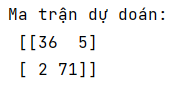 Ma trận dự đoán:
[[36  5]
[ 2 71]]